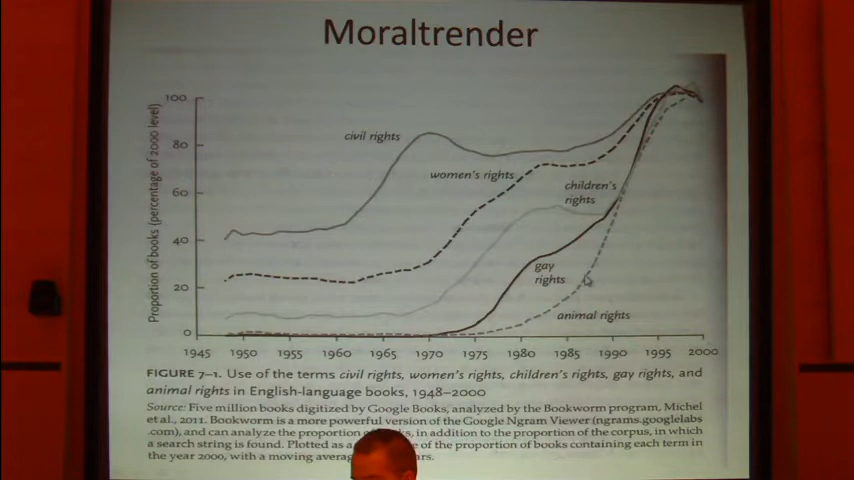 Moraltrender
Proportion of books (percentage of 2000 level)
100
80
60
40
20
0
civil rights
women's rights
children's
rights
gay
rights
animal rights
1945 1950 1955 1960 1965 1970 1975 1980 1985 1990 1995 2000
FIGURE 7–1. Use of the terms civil rights, women's rights, children's rights, gay rights, and
animal rights in English-language books, 1948–2000
Source: Five million books digitized by Google Books, analyzed by the Bookworm program, Michel
et al., 2011. Bookworm is a more powerful version of the Google Ngram Viewer (ngrams.googlelabs
.com), and can analyze the proportion of books, in addition to the proportion of the corpus, in which
a search string is found. Plotted as a of the proportion of books containing each term in
the year 2000, with a moving average